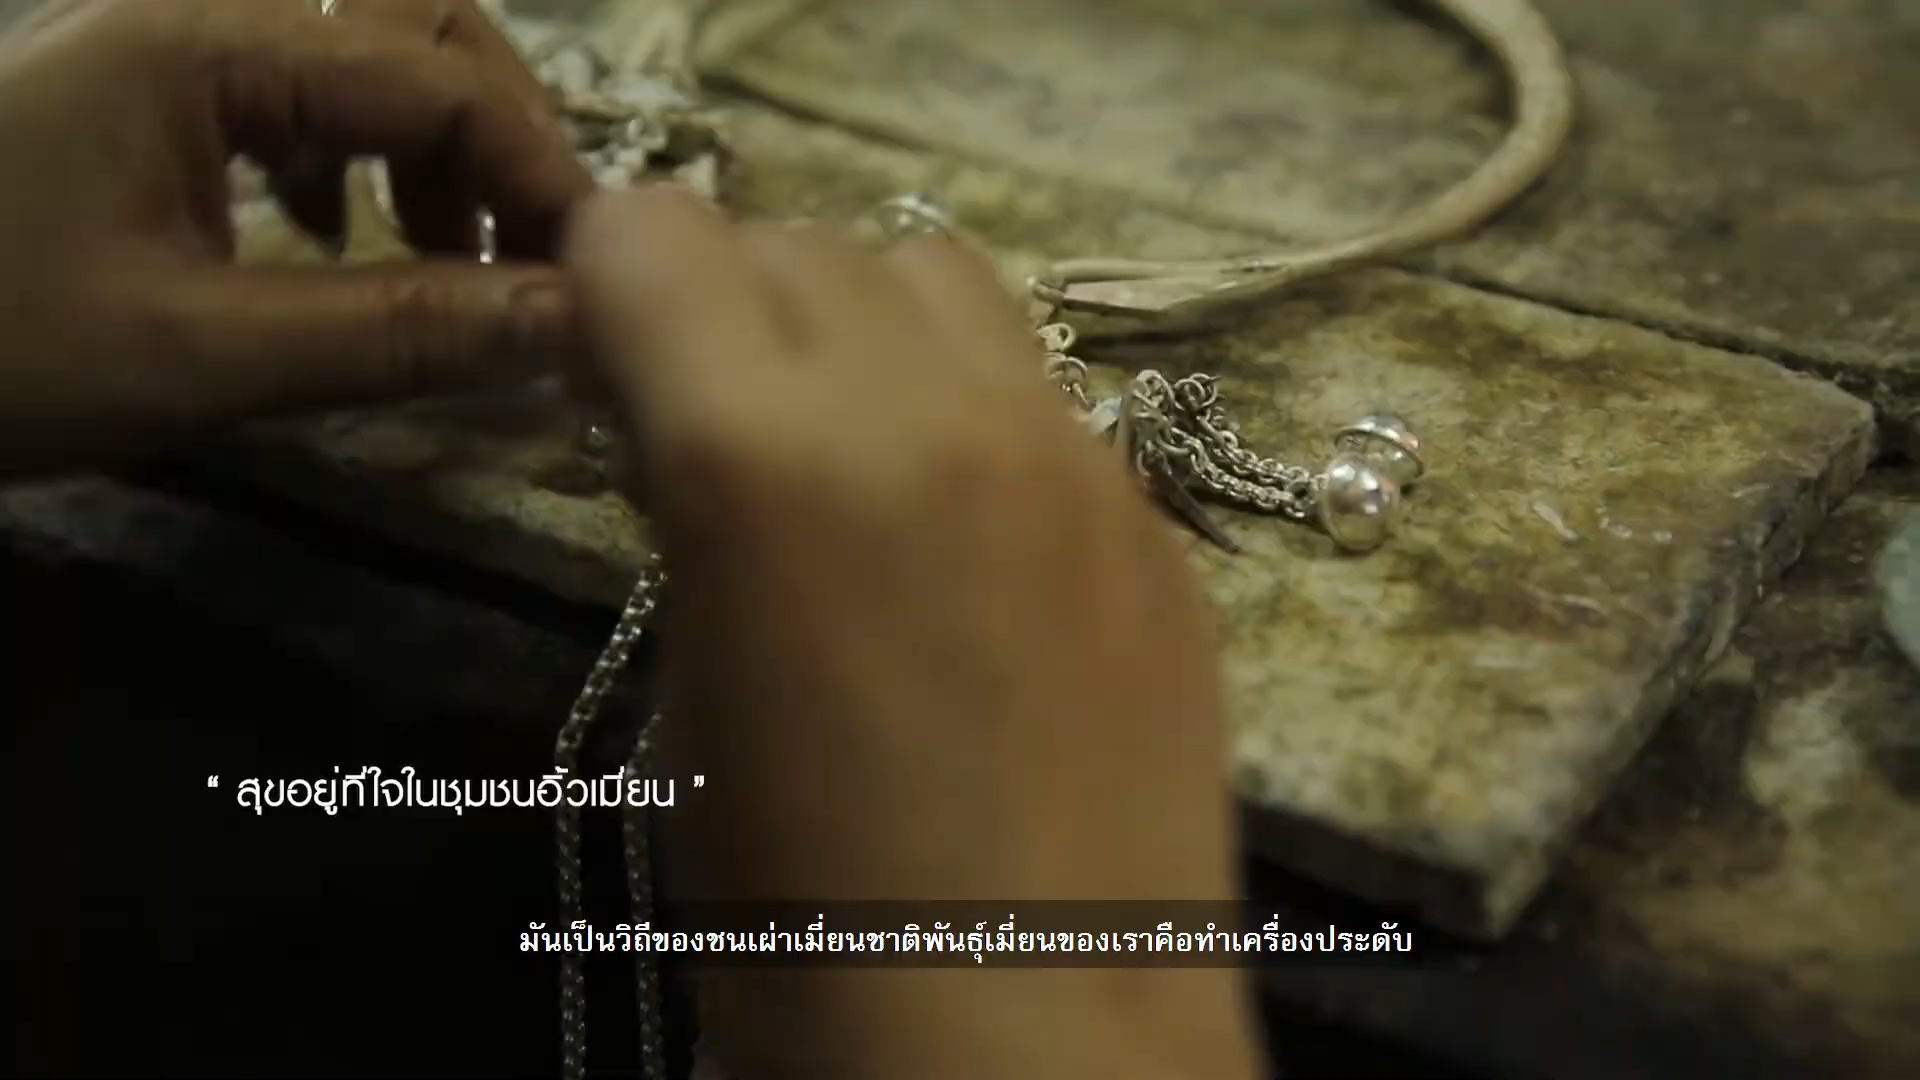 “ สุขอยู่ที่ใจในชุมชนอิ้วเมี่ยน ”
มันเป็นวิถีของชนเผ่าเมี่ยนชาติพันธุ์เมี่ยนของเราคือทำเครื่องประดับ